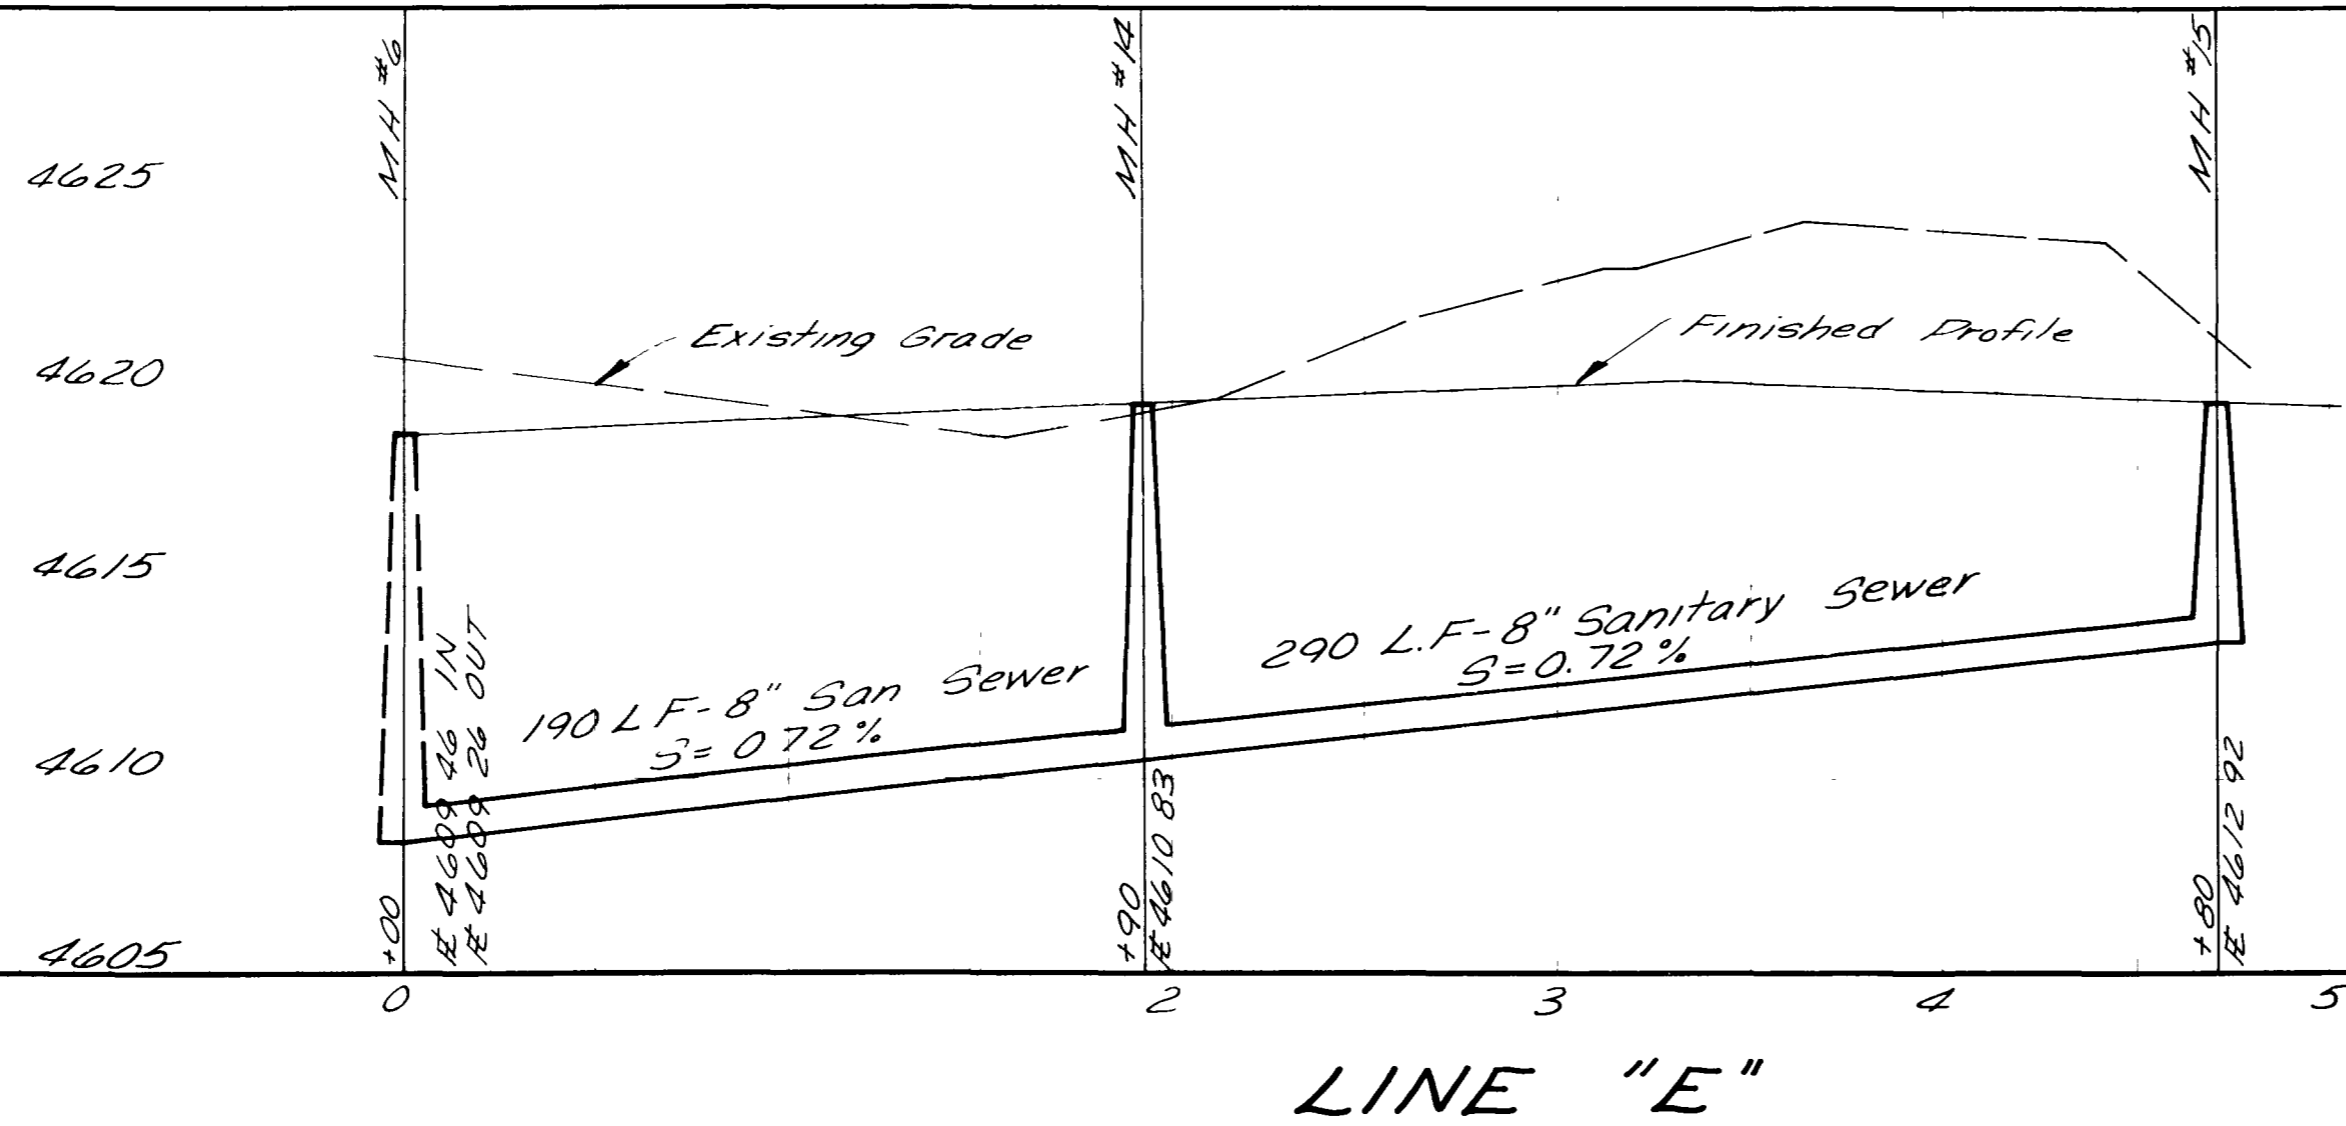 MH #6
MH #14
MH #15
4625
4620
4615
4610
4605
Existing Grade
Finished Profile
190 LF-8" San Sewer
S= 0 72%
290 L.F-8" Sanitary Sewer
S=0.72%
+00
4609 46 IN
4609 26 OUT
+90
4610 83
+80
4612 92
0
2
3
4
5
LINE "E"